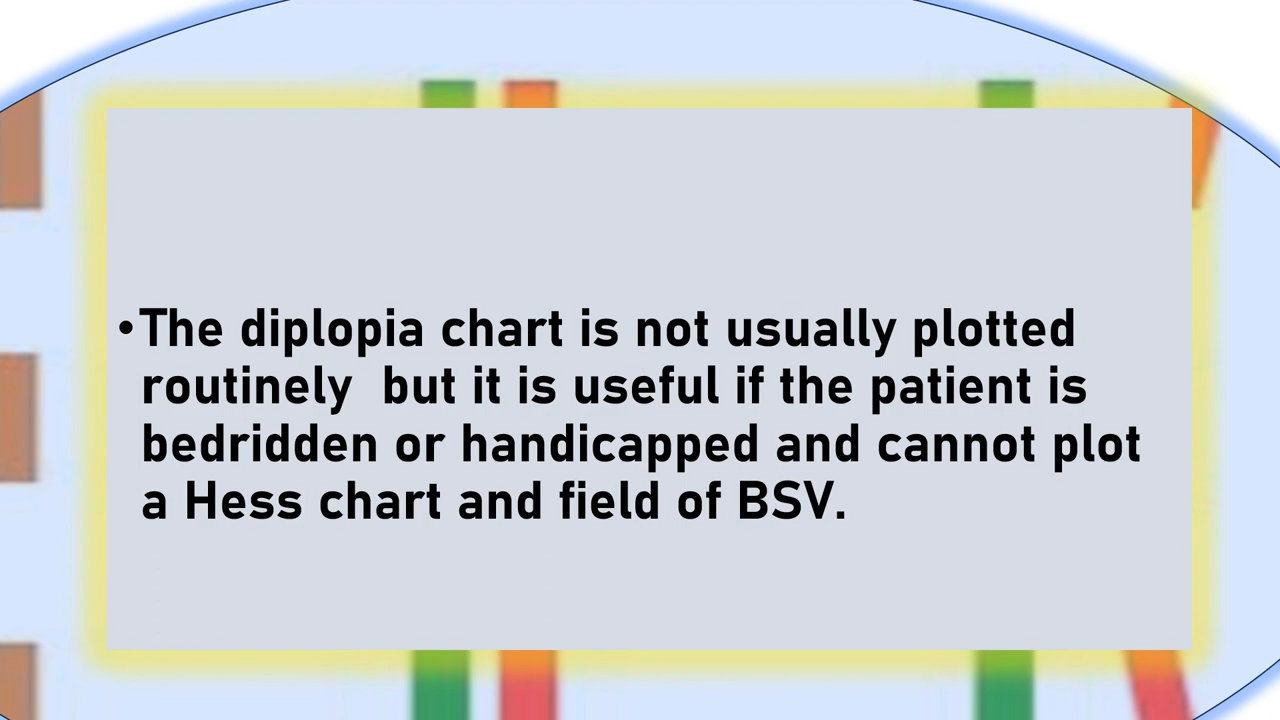 •The diplopia chart is not usually plotted
routinely  but it is useful if the patient is
bedridden or handicapped and cannot plot
a Hess chart and field of BSV.